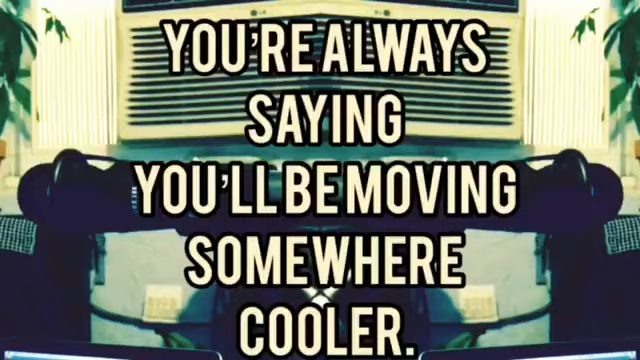 YOU'RE ALWAYS
SAYING
YOU'LL BE MOVING
SOMEWHERE
COOLER.